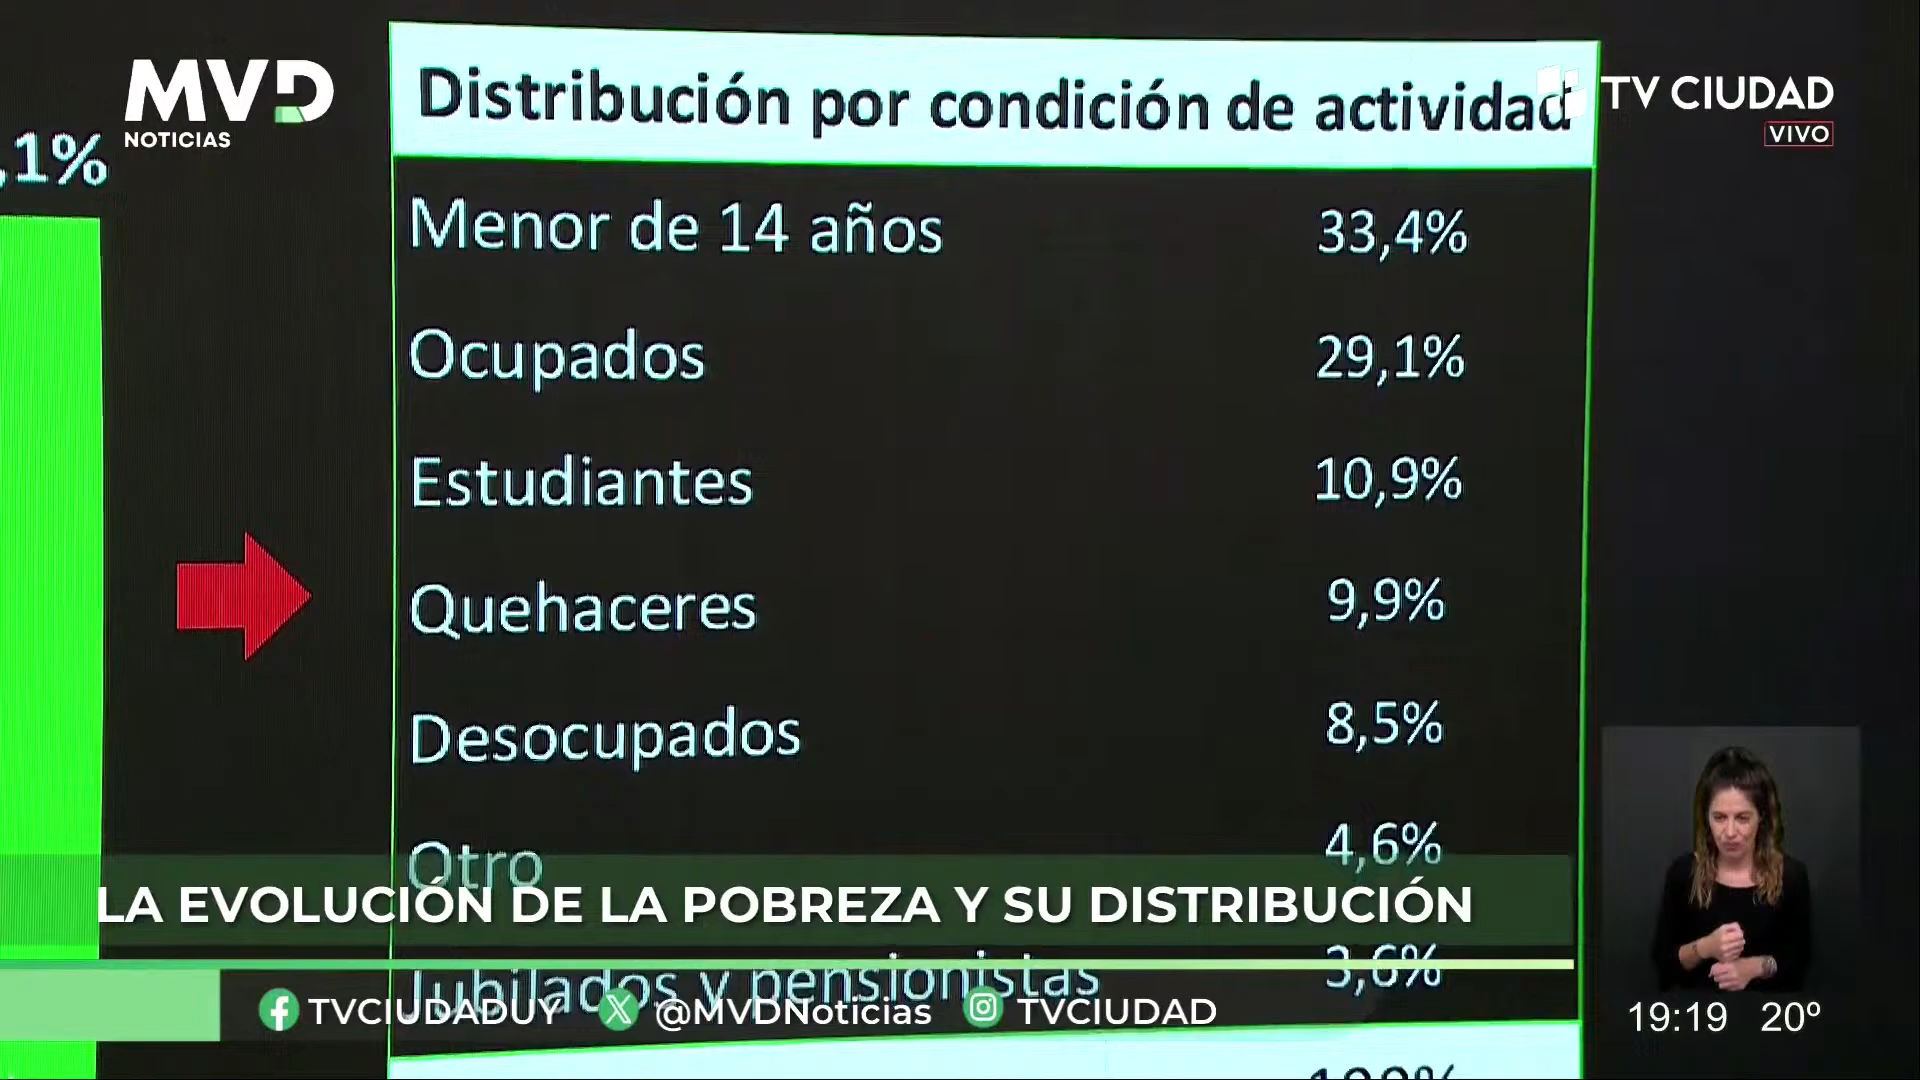 MVD
NOTICIAS
,1%
Distribución por condición de actividad
TV CIUDAD
VIVO
Menor de 14 años 33,4%
Ocupados 29,1%
Estudiantes 10,9%
Quehaceres 9,9%
Desocupados 8,5%
Otro 4,6%
LA EVOLUCIÓN DE LA POBREZA Y SU DISTRIBUCIÓN
Jubilados y pensionistas 3,6%
TVCIUDADUY @MVDNoticias TVCIUDAD
19:19 20º
100%